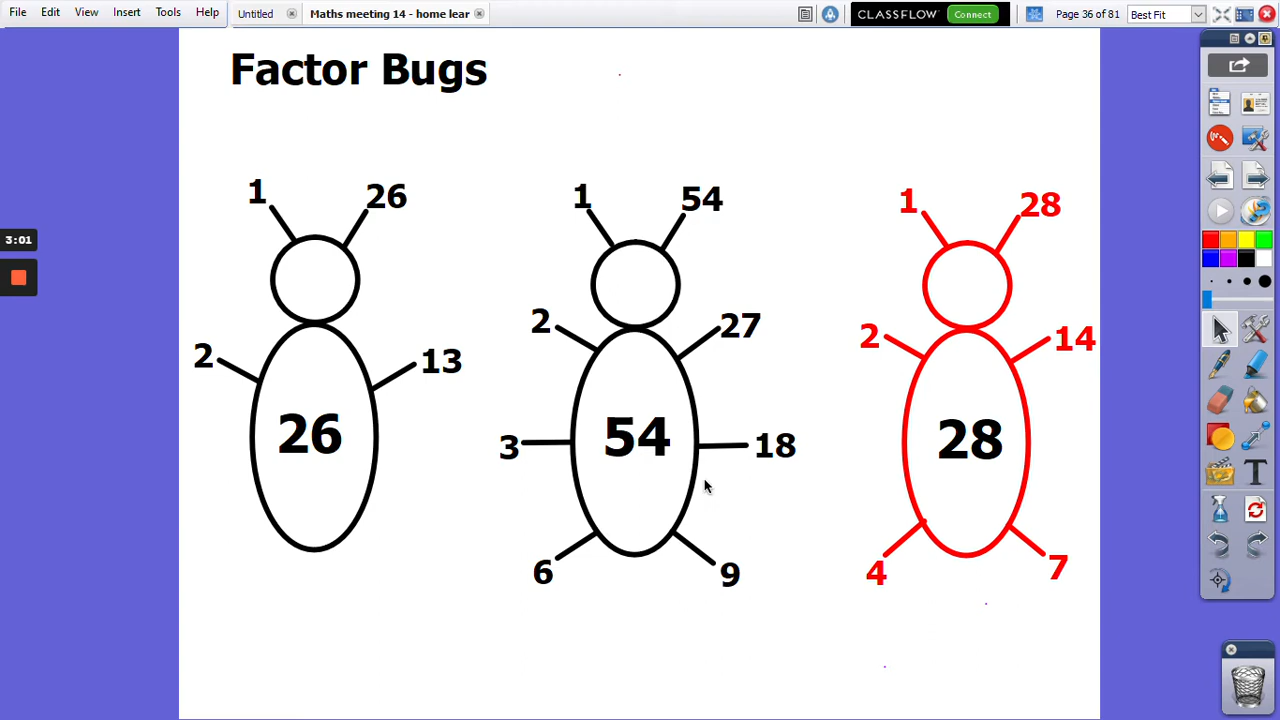 File Edit View Insert Tools Help
Untitled
Maths meeting 14 - home lear
CLASSFLOW Connect
Page 36 of 81
Best Fit
Factor Bugs
3:01
1 26
2 13
26
1 54
2 27
3 18
6 9
54
1 28
2 14
4 7
28
T